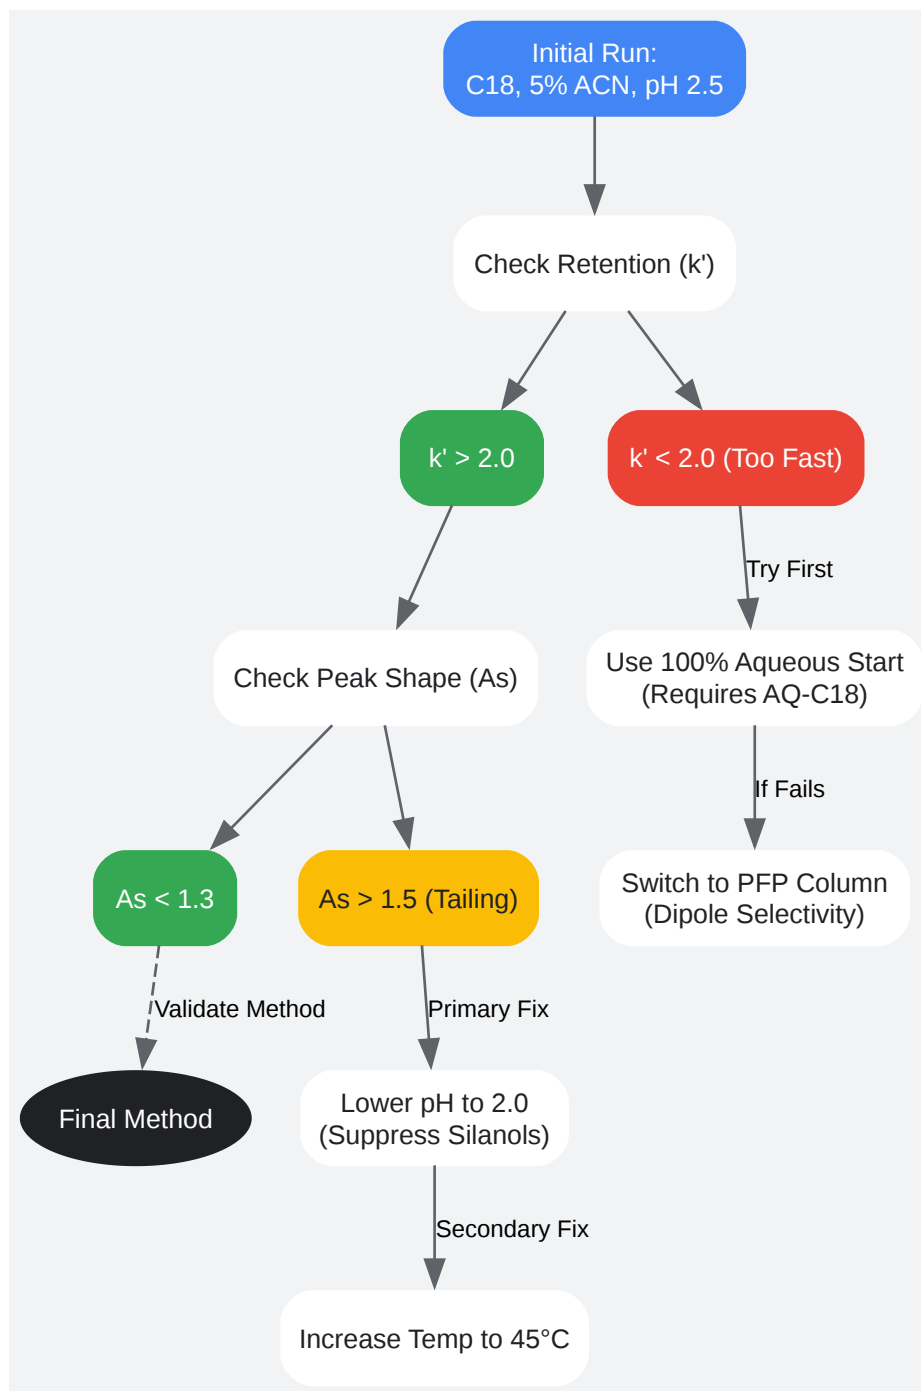 Initial Run:
C18, 5% ACN, pH 2.5
Check Retention (k')
k' > 2.0
k' < 2.0 (Too Fast)
Try First
Use 100% Aqueous Start
(Requires AQ-C18)
Check Peak Shape (As)
If Fails
As < 1.3
As > 1.5 (Tailing)
Switch to PFP Column
(Dipole Selectivity)
Validate Method
Primary Fix
Final Method
Lower pH to 2.0
(Suppress Silanols)
Secondary Fix
Increase Temp to 45°C